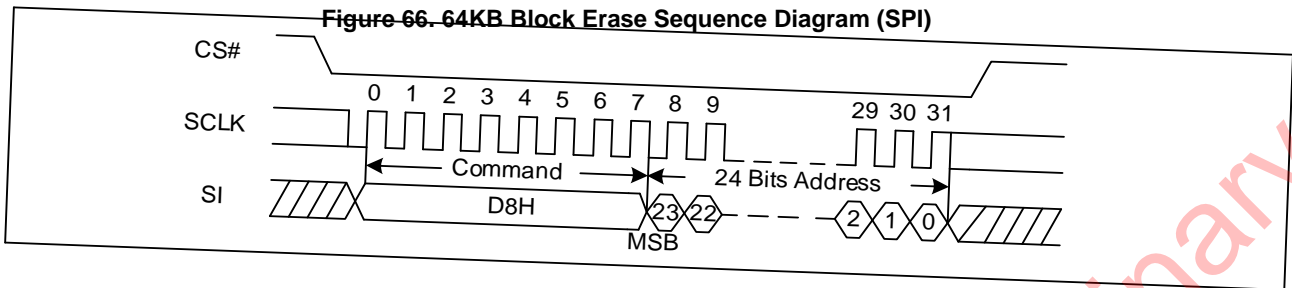 Figure 66. 64KB Block Erase Sequence Diagram (SPI)
CS#
0 1 2 3 4 5 6 7 8 9 29 30 31
SCLK
Command 24 Bits Address
SI D8H 23 22 2 1 0
MSB
inary